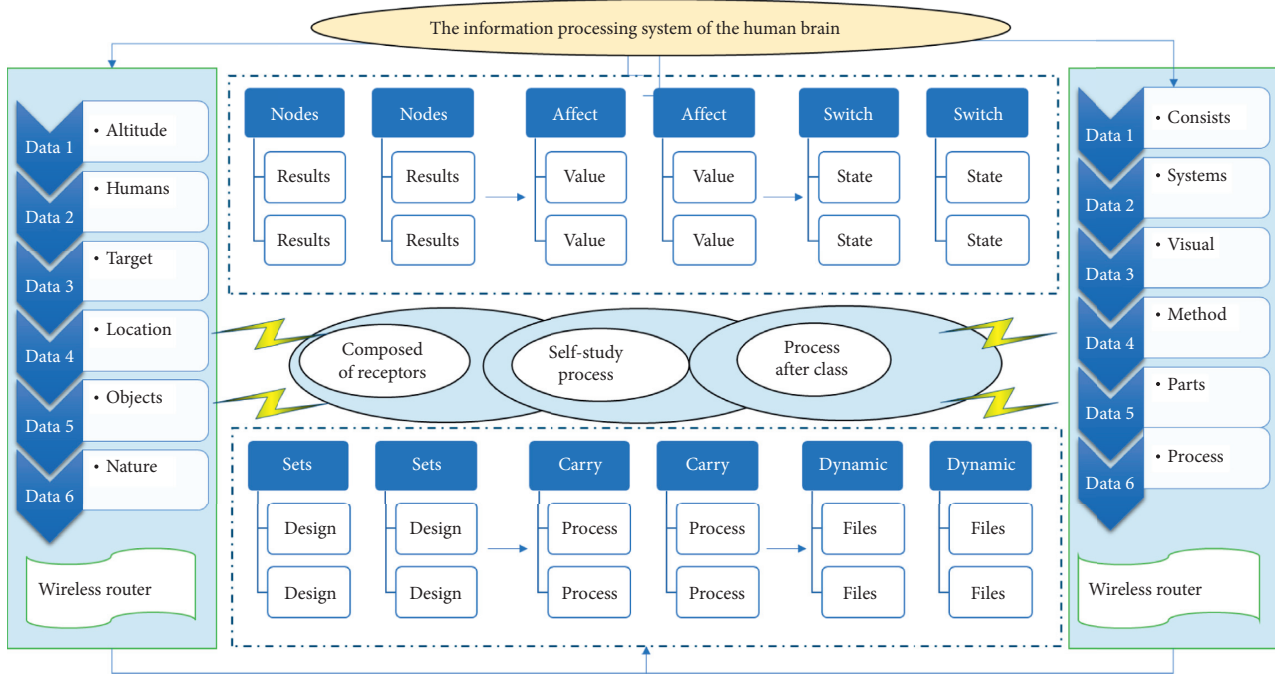 The information processing system of the human brain
Data 1
• Altitude
Data 2
• Humans
Data 3
• Target
Data 4
• Location
Data 5
• Objects
Data 6
• Nature
Wireless router
Nodes
Nodes
Affect
Affect
Switch
Switch
Results
Results
Value
Value
State
State
Results
Results
Value
Value
State
State
Composed
of receptors
Self-study
process
Process
after class
Sets
Sets
Carry
Carry
Dynamic
Dynamic
Design
Design
Process
Process
Files
Files
Design
Design
Process
Process
Files
Files
Data 1
• Consists
Data 2
• Systems
Data 3
• Visual
Data 4
• Method
Data 5
• Parts
Data 6
• Process
Wireless router